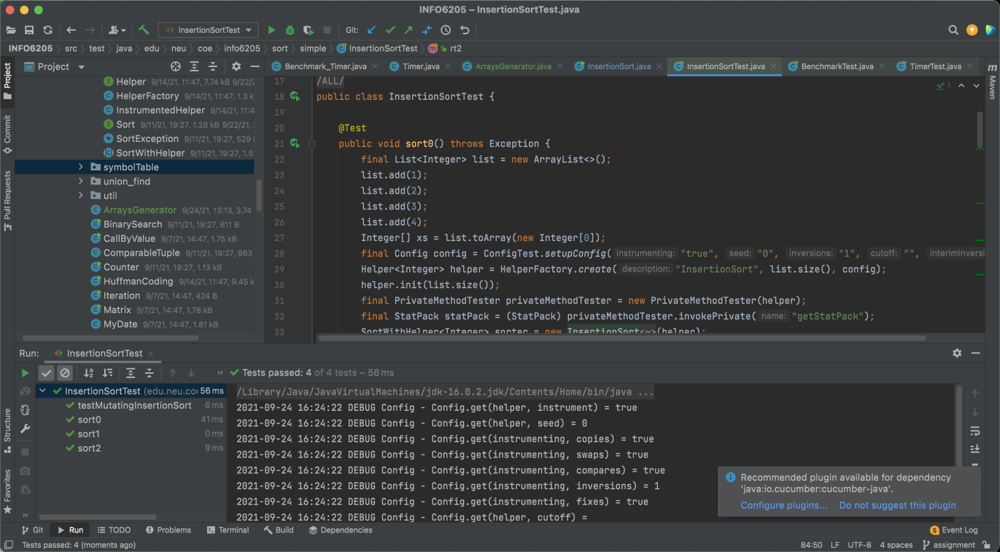 INFO6205 – InsertionSortTest.java
InsertionSortTest
Git:
INFO6205 src test java edu neu coe info6205 sort simple InsertionSortTest rt2
Project
Project
Benchmark_Timer.java Timer.java ArraysGenerator.java InsertionSort.java InsertionSortTest.java BenchmarkTest.java TimerTest.java
Maven
Commit
Pull Requests
Structure
Favorites
Helper 9/14/21, 11:47, 7.74 kB 9/22/2
HelperFactory 9/14/21, 11:47, 1.3 k
InstrumentedHelper 9/14/21, 11:4
Sort 9/11/21, 19:27, 1.28 kB 9/22/21,
SortException 9/11/21, 19:27, 529
SortWithHelper 9/11/21, 19:27, 1.5
symbolTable
union_find
util
ArraysGenerator 9/24/21, 13:13, 3.74
BinarySearch 9/11/21, 19:27, 611 B
CallByValue 9/7/21, 14:47, 1.75 kB
ComparableTuple 9/11/21, 19:27, 983
Counter 9/11/21, 19:27, 1.13 kB
HuffmanCoding 9/14/21, 11:47, 9.45 k
Iteration 9/7/21, 14:47, 424 B
Matrix 9/7/21, 14:47, 1.78 kB
MyDate 9/7/21, 14:47, 1.81 kB
17 /ALL/
18 public class InsertionSortTest {
19
20 @Test
21 public void sort0() throws Exception {
22 final List<Integer> list = new ArrayList<>();
23 list.add(1);
24 list.add(2);
25 list.add(3);
26 list.add(4);
27 Integer[] xs = list.toArray(new Integer[0]);
28 final Config config = ConfigTest.setupConfig( instrumenting: "true", seed: "0", inversions: "1", cutoff: "", interimInversi
29 Helper<Integer> helper = HelperFactory.create( description: "InsertionSort", list.size(), config);
30 helper.init(list.size());
31 final PrivateMethodTester privateMethodTester = new PrivateMethodTester(helper);
32 final StatPack statPack = (StatPack) privateMethodTester.invokePrivate( name: "getStatPack");
33 SortWithHelper<Integer> sorter = new InsertionSort<~>(helper);
1
Run: InsertionSortTest
Tests passed: 4 of 4 tests – 56 ms
InsertionSortTest (edu.neu.coe 56 ms
testMutatingInsertionSort 6 ms
sort0 41 ms
sort1 0 ms
sort2 9 ms
/Library/Java/JavaVirtualMachines/jdk-16.0.2.jdk/Contents/Home/bin/java ...
2021-09-24 16:24:22 DEBUG Config - Config.get(helper, instrument) = true
2021-09-24 16:24:22 DEBUG Config - Config.get(helper, seed) = 0
2021-09-24 16:24:22 DEBUG Config - Config.get(instrumenting, copies) = true
2021-09-24 16:24:22 DEBUG Config - Config.get(instrumenting, swaps) = true
2021-09-24 16:24:22 DEBUG Config - Config.get(instrumenting, compares) = true
2021-09-24 16:24:22 DEBUG Config - Config.get(instrumenting, inversions) = 1
2021-09-24 16:24:22 DEBUG Config - Config.get(instrumenting, fixes) = true
2021-09-24 16:24:22 DEBUG Config - Config.get(helper, cutoff) =
Recommended plugin available for dependency
'java:io.cucumber:cucumber-java'.
Configure plugins... Do not suggest this plugin
Git Run TODO Problems Terminal Build Dependencies 5 Event Log
Tests passed: 4 (moments ago) 84:50 LF UTF-8 4 spaces assignment